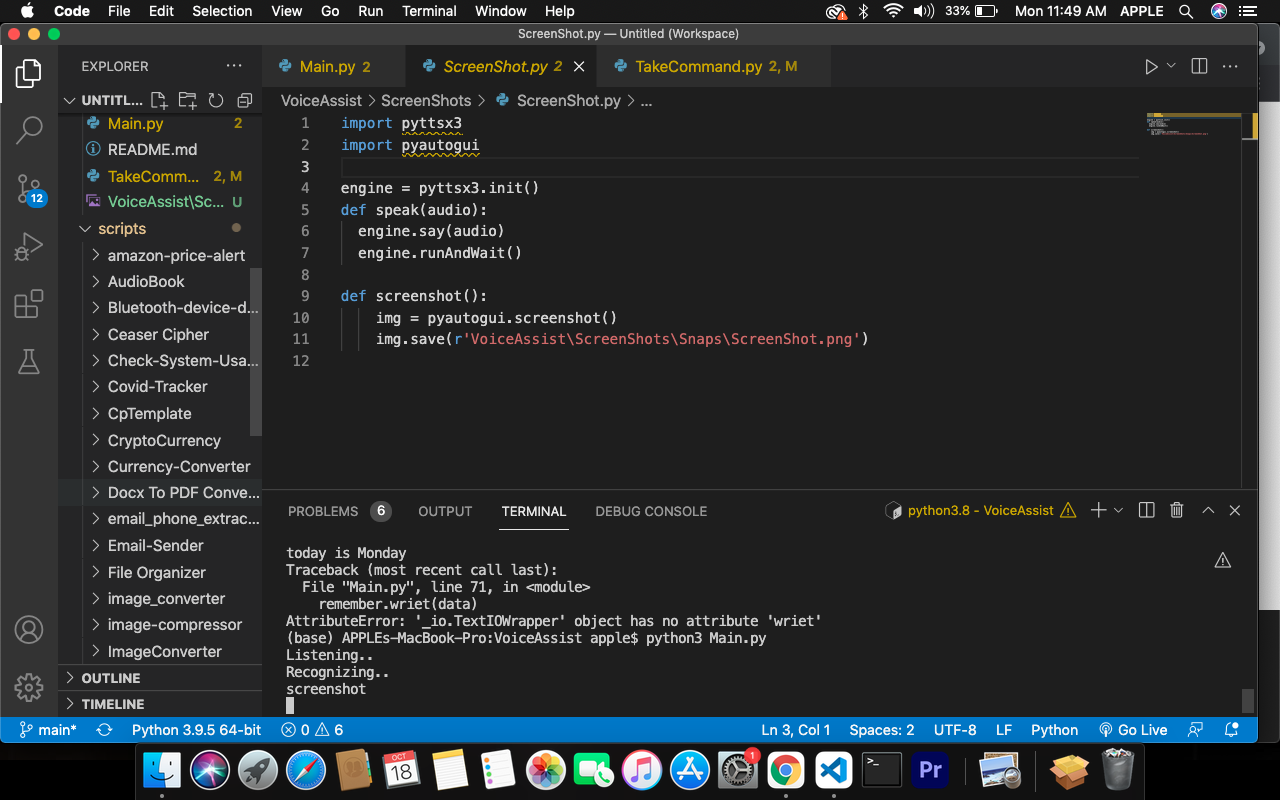 Code File Edit Selection View Go Run Terminal Window Help 33% Mon 11:49 AM APPLE
ScreenShot.py — Untitled (Workspace)
EXPLORER ... Main.py 2 ScreenShot.py 2 TakeCommand.py 2, M
UNTITL... VoiceAssist > ScreenShots > ScreenShot.py > ...
Main.py 2
README.md
TakeComm... 2, M
VoiceAssist\Sc... U
scripts
amazon-price-alert
AudioBook
Bluetooth-device-d...
Ceaser Cipher
Check-System-Usa...
Covid-Tracker
CpTemplate
CryptoCurrency
Currency-Converter
Docx To PDF Conve...
email_phone_extrac...
Email-Sender
File Organizer
image_converter
image-compressor
ImageConverter
OUTLINE
TIMELINE
12
1 import pyttsx3
2 import pyautogui
3
4 engine = pyttsx3.init()
5 def speak(audio):
6 engine.say(audio)
7 engine.runAndWait()
8
9 def screenshot():
10 img = pyautogui.screenshot()
11 img.save(r'VoiceAssist\ScreenShots\Snaps\ScreenShot.png')
12
PROBLEMS 6 OUTPUT TERMINAL DEBUG CONSOLE python3.8 - VoiceAssist
today is Monday
Traceback (most recent call last):
File "Main.py", line 71, in <module>
remember.wriet(data)
AttributeError: '_io.TextIOWrapper' object has no attribute 'wriet'
(base) APPLEs-MacBook-Pro:VoiceAssist apple$ python3 Main.py
Listening..
Recognizing..
screenshot
main* Python 3.9.5 64-bit 0 6 Ln 3, Col 1 Spaces: 2 UTF-8 LF Python Go Live
OCT
18
1
>_
Pr